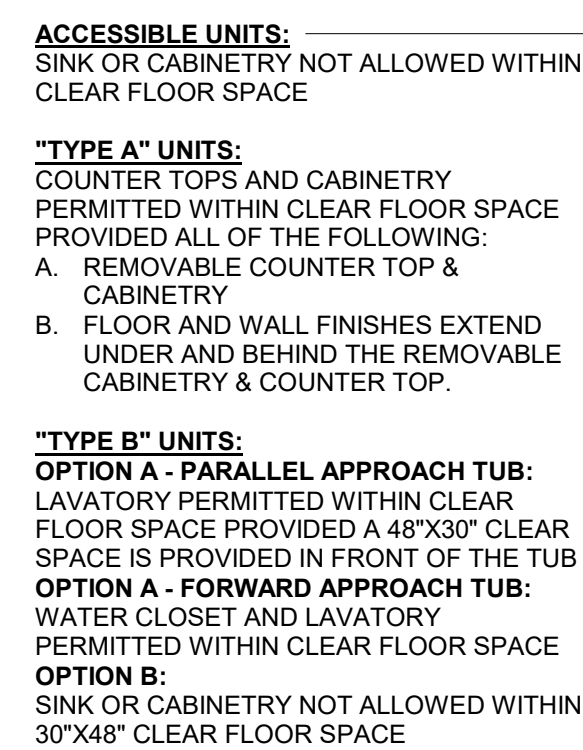 ACCESSIBLE UNITS:
SINK OR CABINETRY NOT ALLOWED WITHIN
CLEAR FLOOR SPACE
"TYPE A" UNITS:
COUNTER TOPS AND CABINETRY
PERMITTED WITHIN CLEAR FLOOR SPACE
PROVIDED ALL OF THE FOLLOWING:
A. REMOVABLE COUNTER TOP &
CABINETRY
B. FLOOR AND WALL FINISHES EXTEND
UNDER AND BEHIND THE REMOVABLE
CABINETRY & COUNTER TOP.
"TYPE B" UNITS:
OPTION A - PARALLEL APPROACH TUB:
LAVATORY PERMITTED WITHIN CLEAR
FLOOR SPACE PROVIDED A 48"X30" CLEAR
SPACE IS PROVIDED IN FRONT OF THE TUB
OPTION A - FORWARD APPROACH TUB:
WATER CLOSET AND LAVATORY
PERMITTED WITHIN CLEAR FLOOR SPACE
OPTION B:
SINK OR CABINETRY NOT ALLOWED WITHIN
30"X48" CLEAR FLOOR SPACE